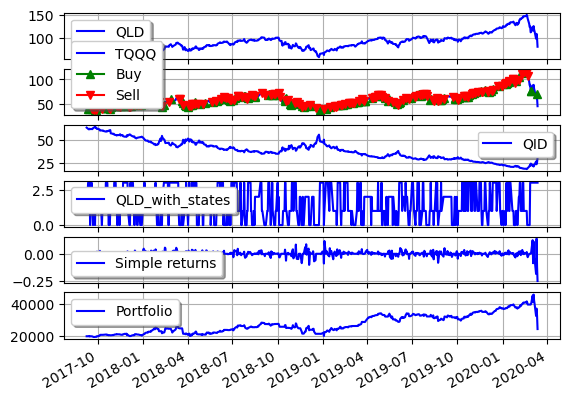 150
100
QLD
100
50
TQQQ
Buy
Sell
50
25
QID
2.5
0.0
QLD_with_states
0.00
−0.25
Simple returns
40000
20000
Portfolio
2017-10
2018-01
2018-04
2018-07
2018-10
2019-01
2019-04
2019-07
2019-10
2020-01
2020-04